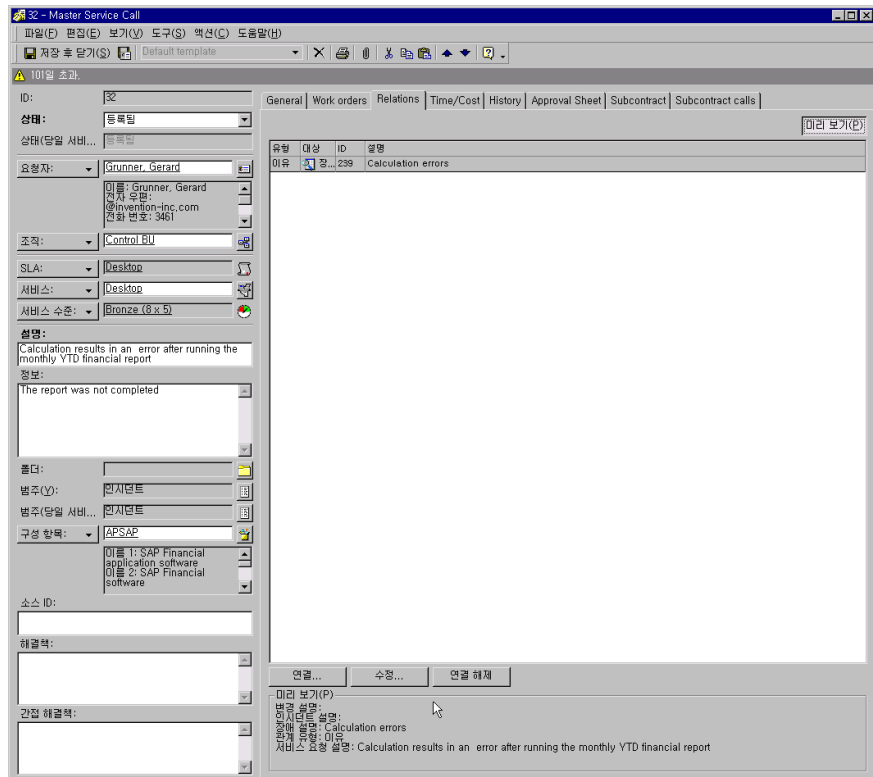 32 - Master Service Call
파일(F) 편집(E) 보기(V) 도구(S) 액션(C) 도움말(H)
저장 후 닫기(S) Default template
101일 초과.
ID: 32
상태: 등록됨
상태(당일 서비... 등록됨
요청자: Grunner, Gerard
이름: Grunner, Gerard
전자 우편:
@invention-inc,com
전화 번호: 3461
조직: Control BU
SLA: Desktop
서비스: Desktop
서비스 수준: Bronze (8 x 5)
설명:
Calculation results in an error after running the
monthly YTD financial report
정보:
The report was not completed
폴더:
범주(Y): 인시던트
범주(당일 서비... 인시던트
구성 항목: APSAP
이름 1: SAP Financial
application software
이름 2: SAP Financial
software
소스 ID:
해결책:
간접 해결책:
General Work orders Relations Time/Cost History Approval Sheet Subcontract Subcontract calls
미리 보기(P)
유형 대상 ID 설명
이유 장... 239 Calculation errors
연결... 수정... 연결 해제
미리 보기(P)
변경 설명:
인시던트 설명:
장애 설명: Calculation errors
관계 유형: 이유
서비스 요청 설명: Calculation results in an error after running the monthly YTD financial report